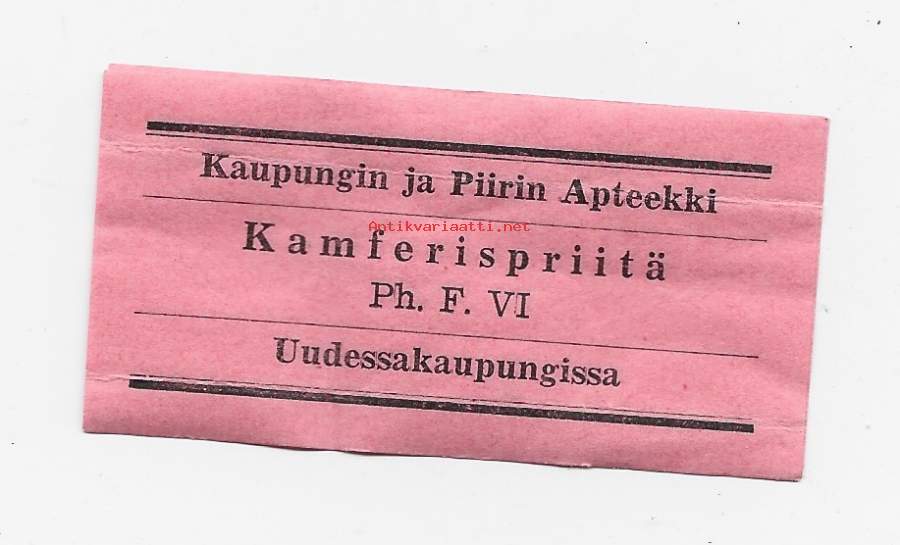 Kaupungin ja Piirin Apteekki
Antikvariaatti.net
Kamferispriitä
Ph. F. VI
Uudessakaupungissa